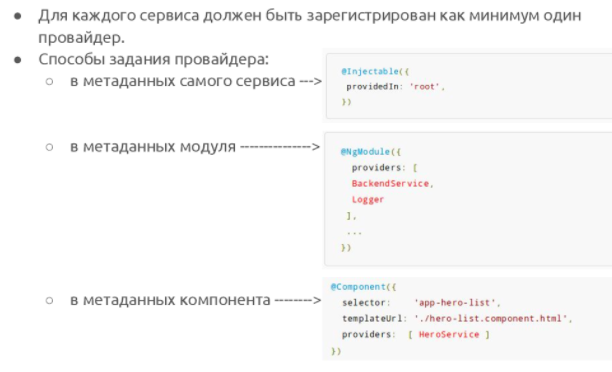 ● Для каждого сервиса должен быть зарегистрирован как минимум один
провайдер.
● Способы задания провайдера:
○ в метаданных самого сервиса --->
@Injectable({
providedIn: 'root',
})
○ в метаданных модуля --------------->
@NgModule({
providers: [
BackendService,
Logger
],
...
})
○ в метаданных компонента -------->
@Component({
selector: 'app-hero-list',
templateUrl: './hero-list.component.html',
providers: [ HeroService ]
})